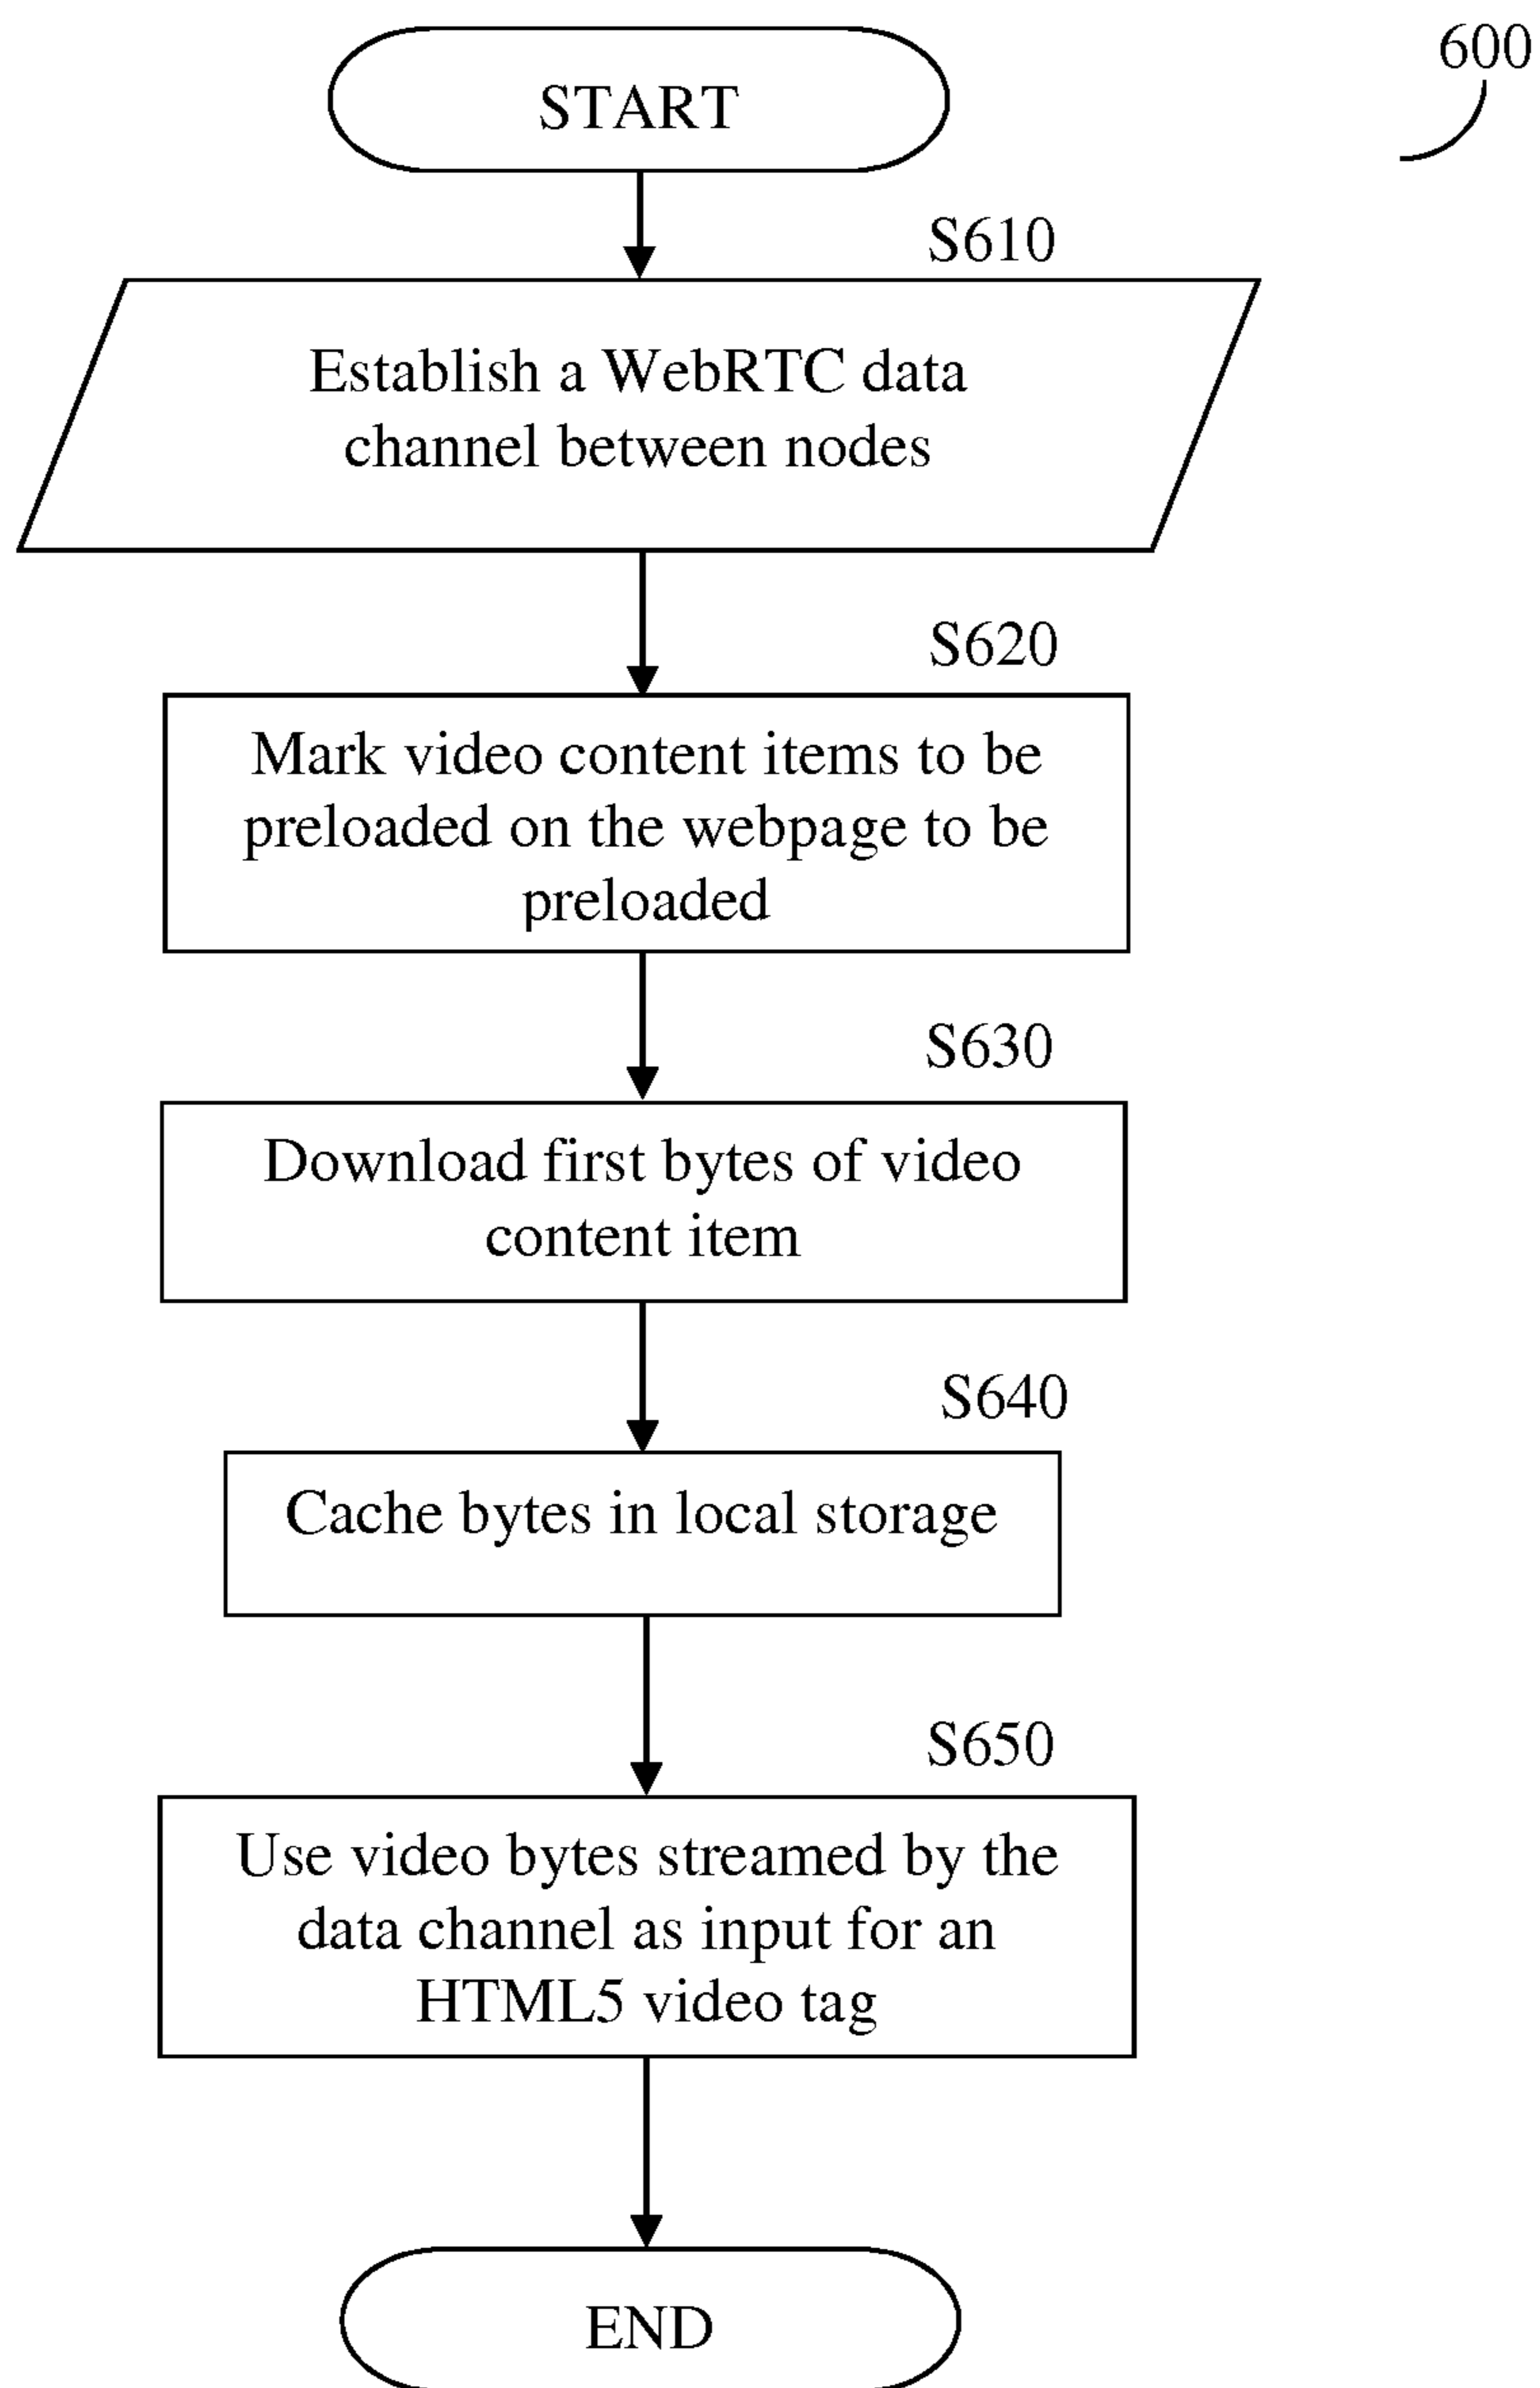 600
START
S610
Establish a WebRTC data
channel between nodes
S620
Mark video content items to be
preloaded on the webpage to be
preloaded
S630
Download first bytes of video
content item
S640
Cache bytes in local storage
S650
Use video bytes streamed by the
data channel as input for an
HTML5 video tag
END